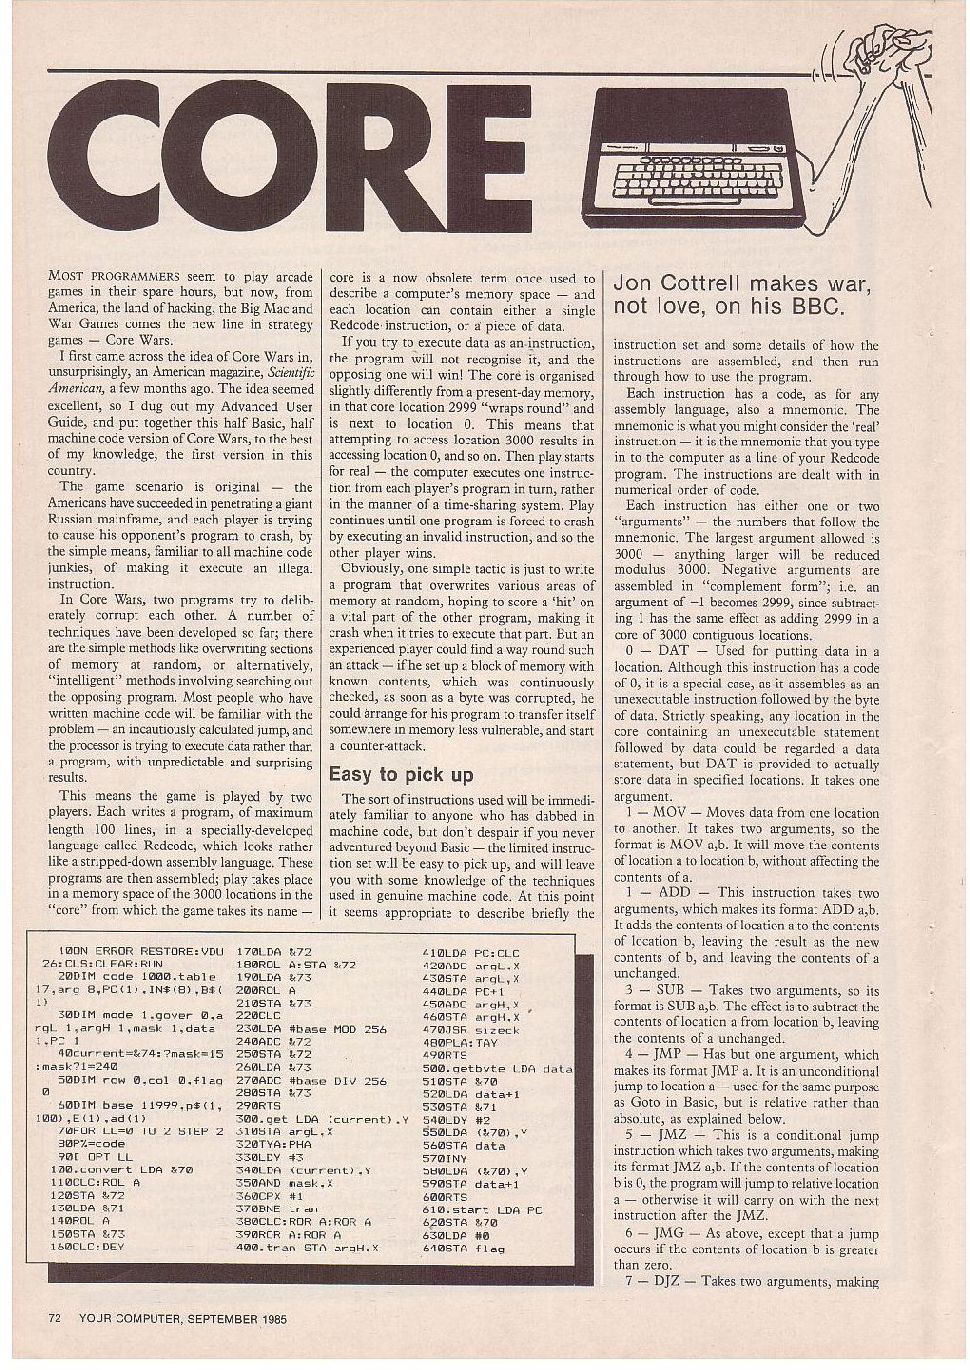 CORE
MOST PROGRAMMERS seem to play arcade
games in their spare hours, but now, from
America, the land of hacking, the Big Mac and
War Games comes the new line in strategy
games — Core Wars.
I first came across the idea of Core Wars in,
unsurprisingly, an American magazine, Scientific
American, a few months ago. The idea seemed
excellent, so I dug out my Advanced User
Guide, and put together this half Basic, half
machine code version of Core Wars, to the best
of my knowledge, the first version in this
country.
The game scenario is original — the
Americans have succeeded in penetrating a giant
Russian mainframe, and each player is trying
to cause his opponent's program to crash, by
the simple means, familiar to all machine code
junkies, of making it execute an illegal
instruction.
In Core Wars, two programs try to delib-
erately corrupt each other. A number of
techniques have been developed so far; there
are the simple methods like overwriting sections
of memory at random, or alternatively,
"intelligent" methods involving searching out
the opposing program. Most people who have
written machine code will be familiar with the
problem — an incautiously calculated jump, and
the processor is trying to execute data rather than
a program, with unpredictable and surprising
results.
This means the game is played by two
players. Each writes a program, of maximum
length 100 lines, in a specially-developed
language called Redcode, which looks rather
like a stripped-down assembly language. These
programs are then assembled; play takes place
in a memory space of the 3000 locations in the
"core" from which the game takes its name —
core is a now obsolete term once used to
describe a computer's memory space — and
each location can contain either a single
Redcode instruction, or a piece of data.
If you try to execute data as an instruction,
the program will not recognise it, and the
opposing one will win! The core is organised
slightly differently from a present-day memory,
in that core location 2999 "wraps round" and
is next to location 0. This means that
attempting to access location 3000 results in
accessing location 0, and so on. Then play starts
for real — the computer executes one instruc-
tion from each player's program in turn, rather
in the manner of a time-sharing system. Play
continues until one program is forced to crash
by executing an invalid instruction, and so the
other player wins.
Obviously, one simple tactic is just to write
a program that overwrites various areas of
memory at random, hoping to score a 'hit' on
a vital part of the other program, making it
crash when it tries to execute that part. But an
experienced player could find a way round such
an attack — if he set up a block of memory with
known contents, which was continuously
checked, as soon as a byte was corrupted, he
could arrange for his program to transfer itself
somewhere in memory less vulnerable, and start
a counter-attack.
Easy to pick up
The sort of instructions used will be immedi-
ately familiar to anyone who has dabbed in
machine code, but don't despair if you never
adventured beyond Basic — the limited instruc-
tion set will be easy to pick up, and will leave
you with some knowledge of the techniques
used in genuine machine code. At this point
it seems appropriate to describe briefly the
Jon Cottrell makes war,
not love, on his BBC.
instruction set and some details of how the
instructions are assembled, and then run
through how to use the program.
Each instruction has a code, as for any
assembly language, also a mnemonic. The
mnemonic is what you might consider the 'real'
instruction — it is the mnemonic that you type
in to the computer as a line of your Redcode
program. The instructions are dealt with in
numerical order of code.
Each instruction has either one or two
"arguments" — the numbers that follow the
mnemonic. The largest argument allowed is
3000 — anything larger will be reduced
modulus 3000. Negative arguments are
assembled in "complement form"; i.e. an
argument of –1 becomes 2999, since subtract-
ing 1 has the same effect as adding 2999 in a
core of 3000 contiguous locations.
0 — DAT — Used for putting data in a
location. Although this instruction has a code
of 0, it is a special case, as it assembles as an
unexecutable instruction followed by the byte
of data. Strictly speaking, any location in the
core containing an unexecutable statement
followed by data could be regarded a data
statement, but DAT is provided to actually
store data in specified locations. It takes one
argument.
1 — MOV — Moves data from one location
to another. It takes two arguments, so the
format is MOV a,b. It will move the contents
of location a to location b, without affecting the
contents of a.
1 — ADD — This instruction takes two
arguments, which makes its format ADD a,b.
It adds the contents of location a to the contents
of location b, leaving the result as the new
contents of b, and leaving the contents of a
unchanged.
3 — SUB — Takes two arguments, so its
format is SUB a,b. The effect is to subtract the
contents of location a from location b, leaving
the contents of a unchanged.
4 — JMP — Has but one argument, which
makes its format JMP a. It is an unconditional
jump to location a — used for the same purpose
as Goto in Basic, but is relative rather than
absolute, as explained below.
5 — JMZ — This is a conditional jump
instruction which takes two arguments, making
its format JMZ a,b. If the contents of location
b is 0, the program will jump to relative location
a — otherwise it will carry on with the next
instruction after the JMZ.
6 — JMG — As above, except that a jump
occurs if the contents of location b is greater
than zero.
7 — DJZ — Takes two arguments, making
10ON ERROR RESTORE:VDU
26:CLS:CLEAR:RUN
20DIM code 1000,table
17,arg 8,PC(1),IN$(8),B$(
1)
30DIM mode 1,gover 0,a
rgL 1,argH 1,mask 1,data
1,PC 1
40current=&74:?mask=15
:mask?1=240
50DIM row 0,col 0,flag
0
60DIM base 11999,p$(1,
100),E(1),ad(1)
70FOR LL=0 TO 2 STEP 2
80P%=code
90[ OPT LL
100.convert LDA &70
110CLC:ROL A
120STA &72
130LDA &71
140ROL A
150STA &73
160CLC:DEY
170LDA &72
180ROL A:STA &72
190LDA &73
200ROL A
210STA &73
220CLC
230LDA #base MOD 256
240ADC &72
250STA &72
260LDA &73
270ADC #base DIV 256
280STA &73
290RTS
300.get LDA (current),Y
310STA argL,X
320TYA:PHA
330LDY #3
340LDA (current),Y
350AND mask,X
360CPX #1
370BNE tran
380CLC:ROR A:ROR A
390ROR A:ROR A
400.tran STA argH,X
410LDA PC:CLC
420ADC argL,X
430STA argL,X
440LDA PC+1
450ADC argH,X
460STA argH,X
470JSR sizeck
480PLA:TAY
490RTS
500.getbyte LDA data
510STA &70
520LDA data+1
530STA &71
540LDY #2
550LDA (&70),Y
560STA data
570INY
580LDA (&70),Y
590STA data+1
600RTS
610.start LDA PC
620STA &70
630LDA #0
640STA flag
72 YOUR COMPUTER, SEPTEMBER 1985